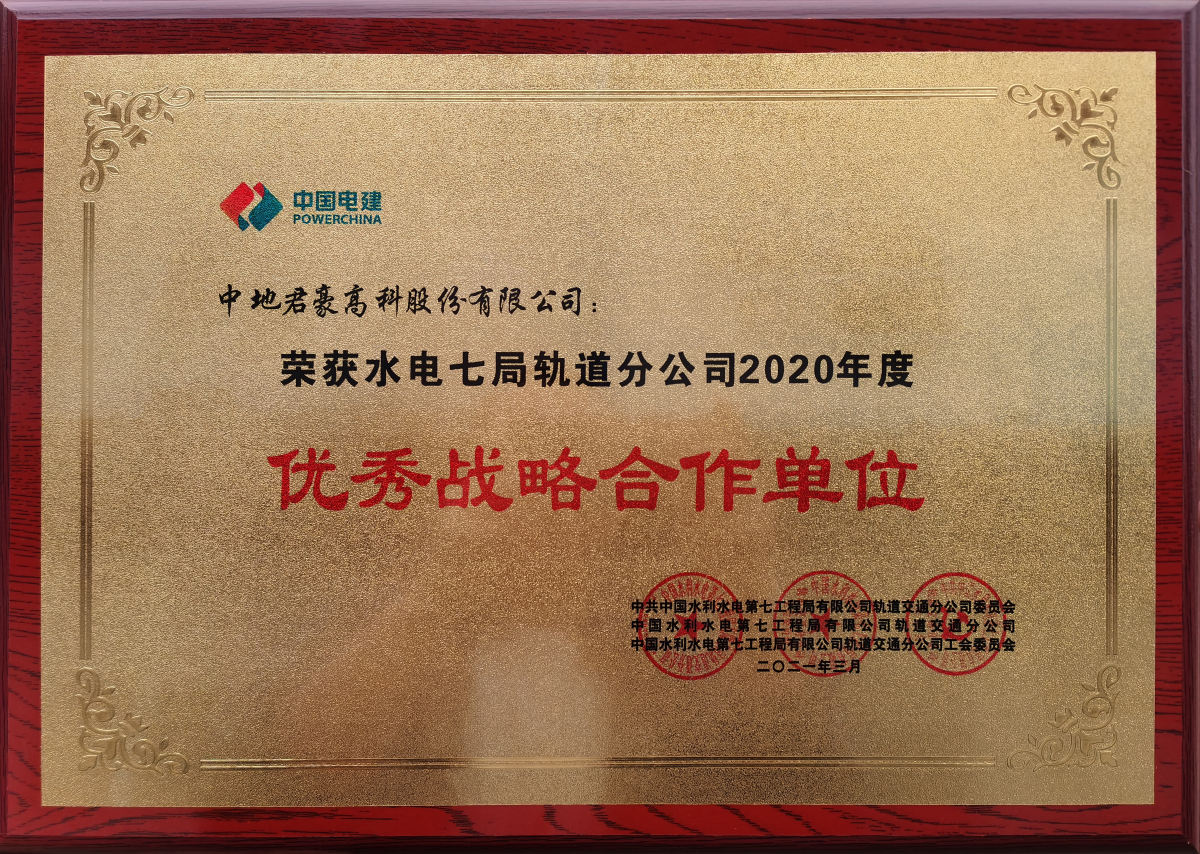 中国电建
POWERCHINA
中地君豪高科股份有限公司：
荣获水电七局轨道分公司2020年度
优秀战略合作单位
中共中国水利水电第七工程局有限公司轨道交通分公司委员会
中国水利水电第七工程局有限公司轨道交通分公司
中国水利水电第七工程局有限公司轨道交通分公司工会委员会
二〇二一年三月